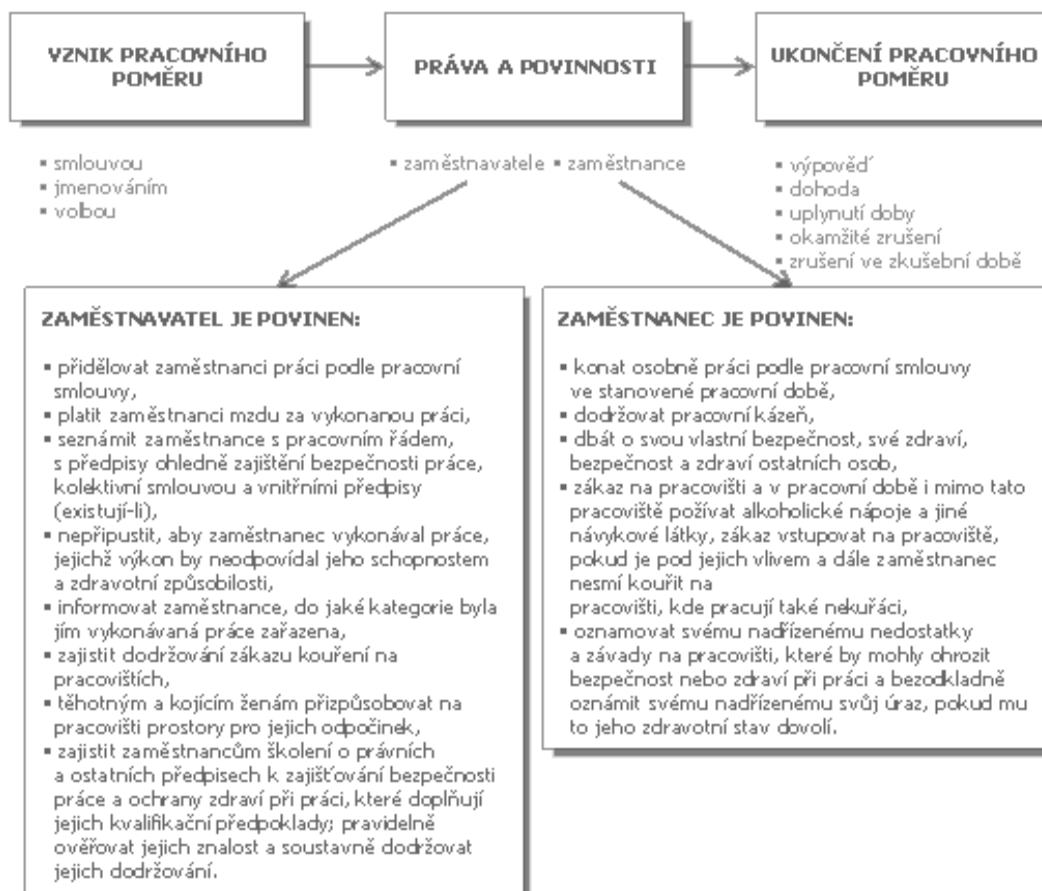 VZNIK PRACOVNÍHO
POMĚRU
PRÁVA A POVINNOSTI
UKONČENÍ PRACOVNÍHO
POMĚRU
▪ smlouvou
▪ jmenováním
▪ volbou
▪ zaměstnavatele ▪ zaměstnance
▪ výpověď
▪ dohoda
▪ uplynutí doby
▪ okamžité zrušení
▪ zrušení ve zkušební době
ZAMĚSTNAVATEL JE POVINEN:
▪ přidělovat zaměstnanci práci podle pracovní
smlouvy,
▪ platit zaměstnanci mzdu za vykonanou práci,
▪ seznámit zaměstnance s pracovním řádem,
s předpisy ohledně zajištění bezpečnosti práce,
kolektivní smlouvou a vnitřními předpisy
(existují-li),
▪ nepřipustit, aby zaměstnanec vykonával práce,
jejichž výkon by neodpovídal jeho schopnostem
a zdravotní způsobilosti,
▪ informovat zaměstnance, do jaké kategorie byla
jím vykonávaná práce zařazena,
▪ zajistit dodržování zákazu kouření na
pracovištích,
▪ těhotným a kojícím ženám přizpůsobovat na
pracovišti prostory pro jejich odpočinek,
▪ zajistit zaměstnancům školení o právních
a ostatních předpisech k zajišťování bezpečnosti
práce a ochrany zdraví při práci, které doplňují
jejich kvalifikační předpoklady; pravidelně
ověřovat jejich znalost a soustavně dodržovat
jejich dodržování.
ZAMĚSTNANEC JE POVINEN:
▪ konat osobně práci podle pracovní smlouvy
ve stanovené pracovní době,
▪ dodržovat pracovní kázeň,
▪ dbát o svou vlastní bezpečnost, své zdraví,
bezpečnost a zdraví ostatních osob,
▪ zákaz na pracovišti a v pracovní době i mimo tato
pracoviště požívat alkoholické nápoje a jiné
návykové látky, zákaz vstupovat na pracoviště,
pokud je pod jejich vlivem a dále zaměstnanec
nesmí kouřit na
pracovišti, kde pracují také nekuřáci,
▪ oznamovat svému nadřízenému nedostatky
a závady na pracovišti, které by mohly ohrozit
bezpečnost nebo zdraví při práci a bezodkladně
oznámit svému nadřízenému svůj úraz, pokud mu
to jeho zdravotní stav dovolí.